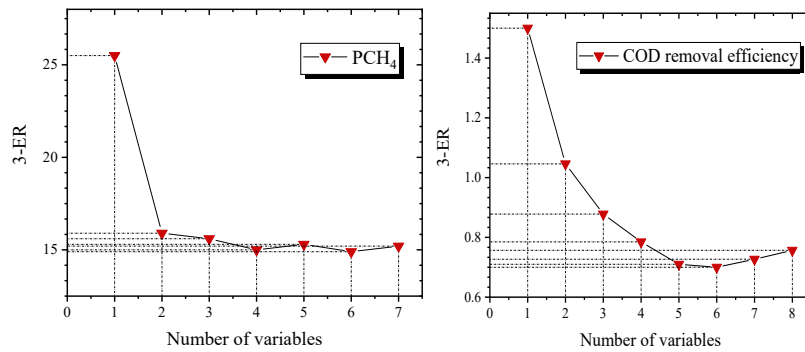 PCH4
25
20
15
3-ER
0 1 2 3 4 5 6 7
Number of variables
COD removal efficiency
1.4
1.2
1.0
0.8
0.6
3-ER
0 1 2 3 4 5 6 7 8
Number of variables